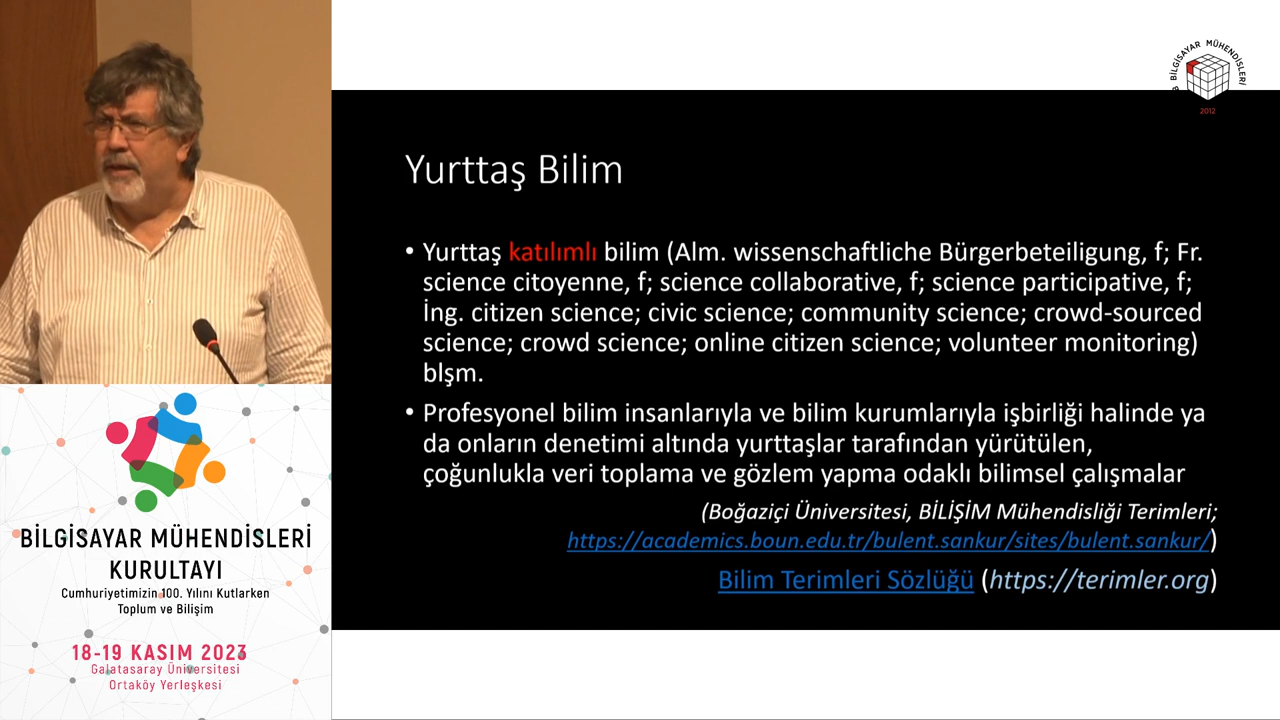 BİLGİSAYAR MÜHENDİSLERİ
2012
Yurttaş Bilim
• Yurttaş katılımlı bilim (Alm. wissenschaftliche Bürgerbeteiligung, f; Fr.
science citoyenne, f; science collaborative, f; science participative, f;
İng. citizen science; civic science; community science; crowd-sourced
science; crowd science; online citizen science; volunteer monitoring)
blşm.
• Profesyonel bilim insanlarıyla ve bilim kurumlarıyla işbirliği halinde ya
da onların denetimi altında yurttaşlar tarafından yürütülen,
çoğunlukla veri toplama ve gözlem yapma odaklı bilimsel çalışmalar
(Boğaziçi Üniversitesi, BİLİŞİM Mühendisliği Terimleri;
https://academics.boun.edu.tr/bulent.sankur/sites/bulent.sankur/)
Bilim Terimleri Sözlüğü (https://terimler.org)
BİLGİSAYAR MÜHENDİSLERİ
KURULTAYI
Cumhuriyetimizin 100. Yılını Kutlarken
Toplum ve Bilişim
18-19 KASIM 2023
Galatasaray Üniversitesi
Ortaköy Yerleşkesi